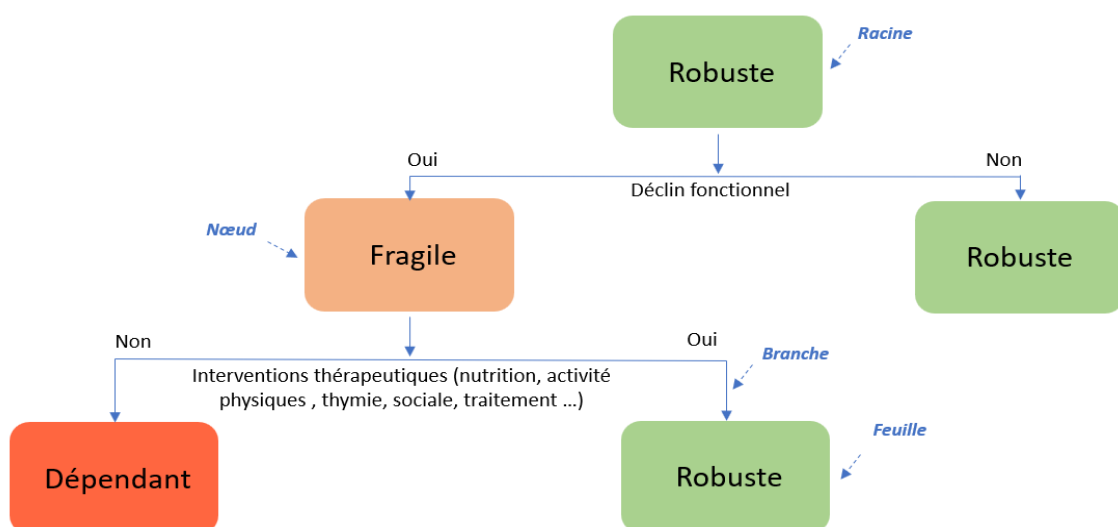 Racine
Robuste
Oui
Non
Déclin fonctionnel
Nœud
Fragile
Robuste
Non
Oui
Branche
Interventions thérapeutiques (nutrition, activité
physiques , thymie, sociale, traitement ...)
Feuille
Dépendant
Robuste